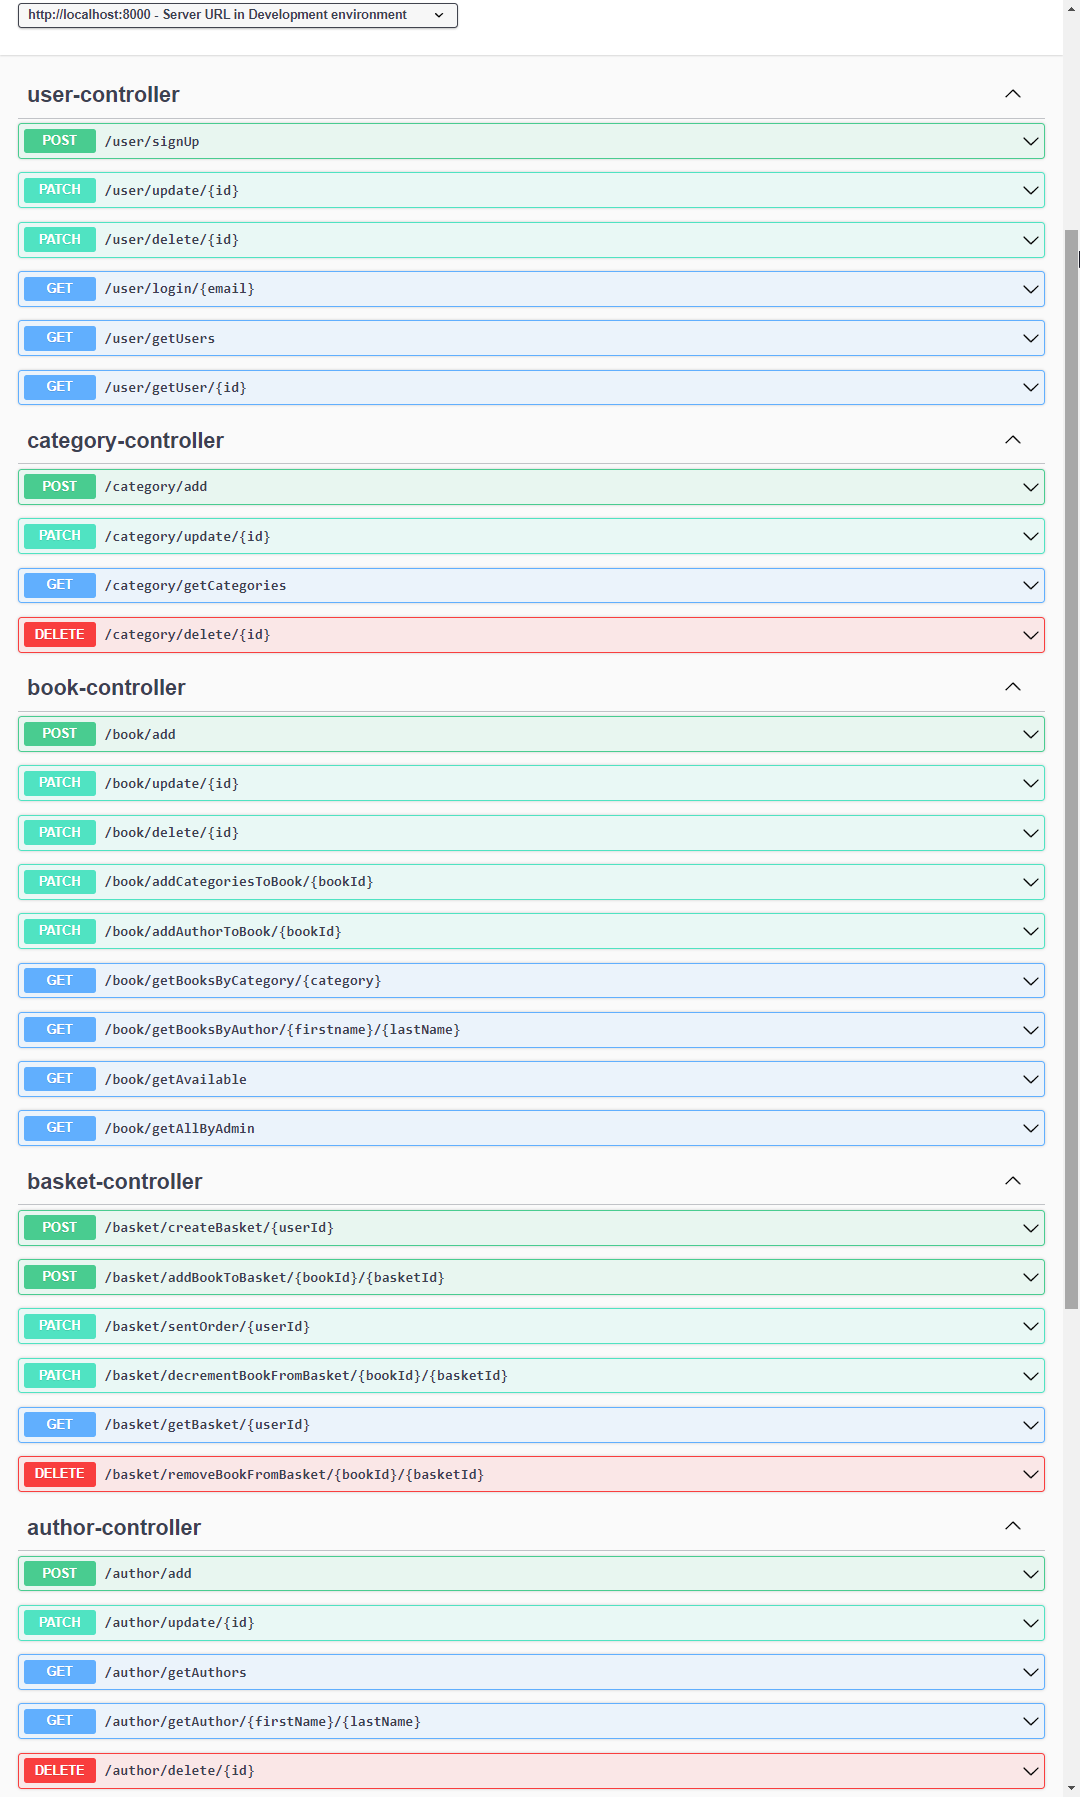 http://localhost:8000 - Server URL in Development environment
user-controller
POST /user/signUp
PATCH /user/update/{id}
PATCH /user/delete/{id}
GET /user/login/{email}
GET /user/getUsers
GET /user/getUser/{id}
category-controller
POST /category/add
PATCH /category/update/{id}
GET /category/getCategories
DELETE /category/delete/{id}
book-controller
POST /book/add
PATCH /book/update/{id}
PATCH /book/delete/{id}
PATCH /book/addCategoriesToBook/{bookId}
PATCH /book/addAuthorToBook/{bookId}
GET /book/getBooksByCategory/{category}
GET /book/getBooksByAuthor/{firstname}/{lastName}
GET /book/getAvailable
GET /book/getAllByAdmin
basket-controller
POST /basket/createBasket/{userId}
POST /basket/addBookToBasket/{bookId}/{basketId}
PATCH /basket/sentOrder/{userId}
PATCH /basket/decrementBookFromBasket/{bookId}/{basketId}
GET /basket/getBasket/{userId}
DELETE /basket/removeBookFromBasket/{bookId}/{basketId}
author-controller
POST /author/add
PATCH /author/update/{id}
GET /author/getAuthors
GET /author/getAuthor/{firstName}/{lastName}
DELETE /author/delete/{id}